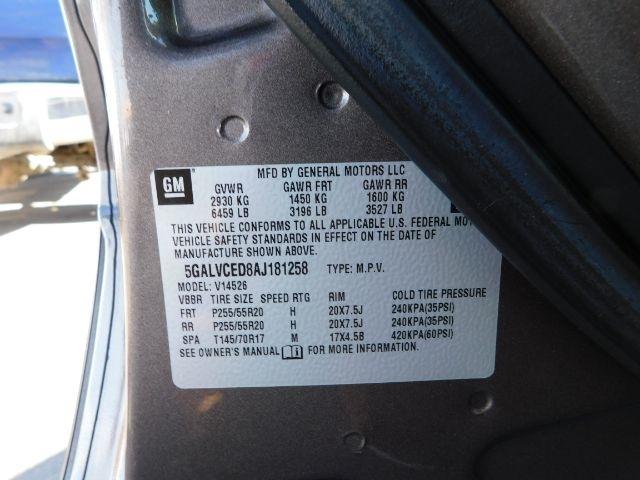 GM
MFD BY GENERAL MOTORS LLC
GVWR GAWR FRT GAWR RR
2930 KG 1450 KG 1600 KG
6459 LB 3196 LB 3527 LB
THIS VEHICLE CONFORMS TO ALL APPLICABLE U.S. FEDERAL
VEHICLE SAFETY STANDARDS IN EFFECT ON THE DATE OF
MANUFACTURE SHOWN ABOVE.
5GALVCED8AJ181258 TYPE: M.P.V.
MODEL: V14526
VBBR TIRE SIZE SPEED RTG RIM COLD TIRE PRESSURE
FRT P255/55R20 H 20X7.5J 240KPA(35PSI)
RR P255/55R20 H 20X7.5J 240KPA(35PSI)
SPA T145/70R17 M 17X4.5B 420KPA(60PSI)
SEE OWNER'S MANUAL FOR MORE INFORMATION.